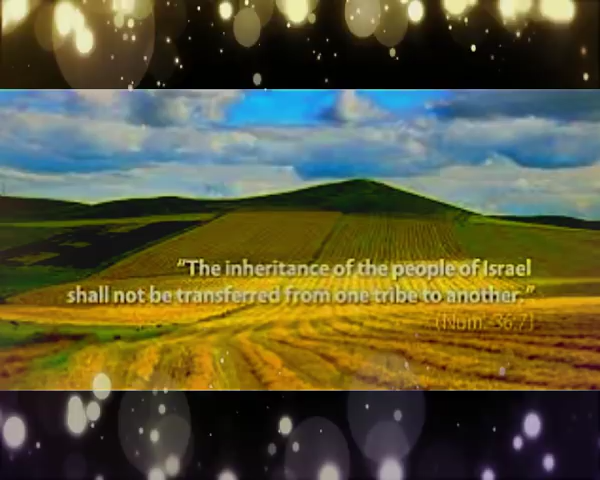 “The inheritance of the people of Israel
shall not be transferred from one tribe to another.”
(Num. 36:7)